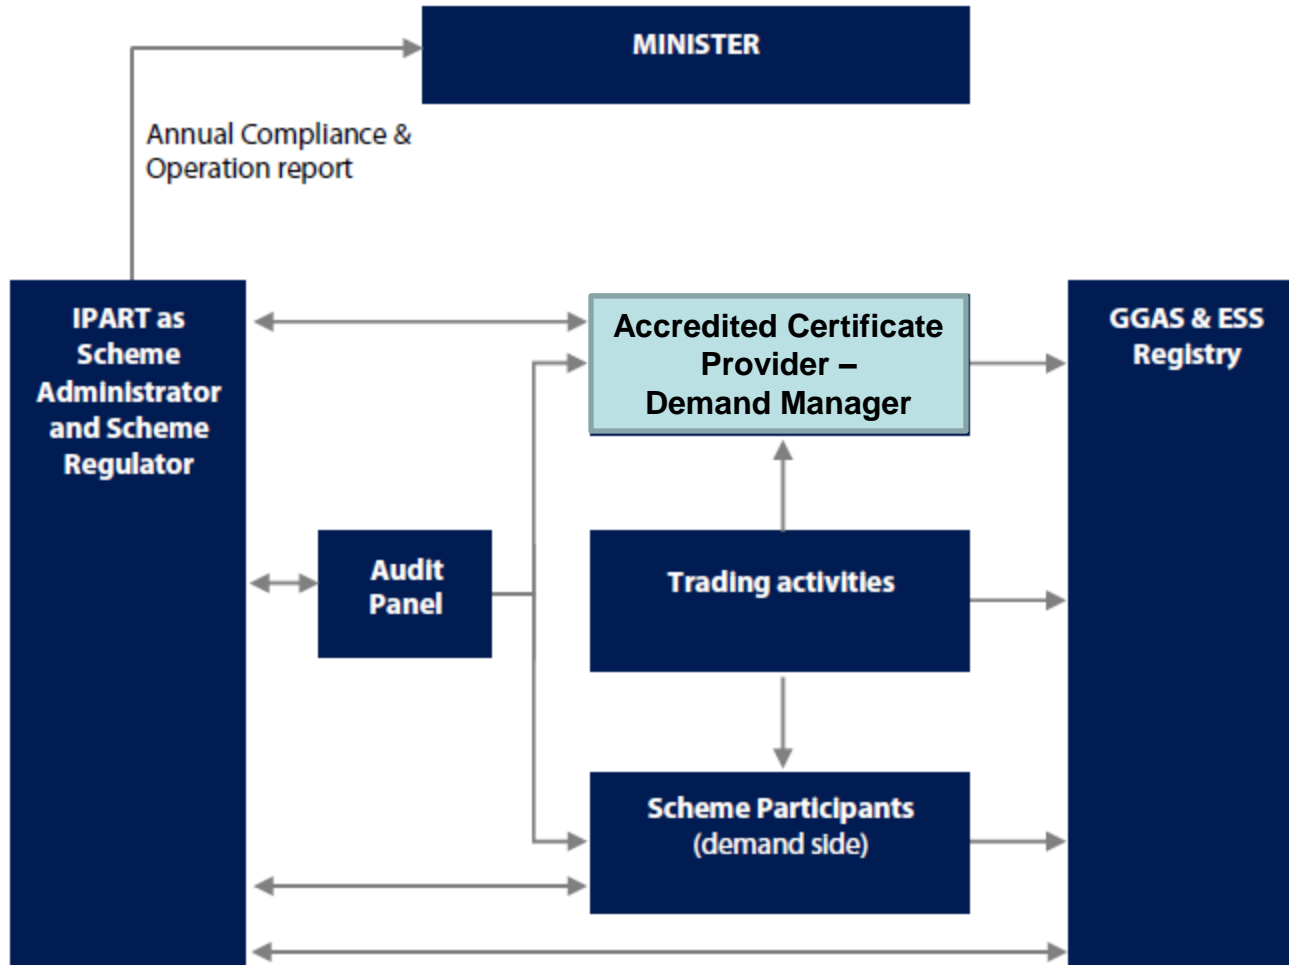 MINISTER
Annual Compliance &
Operation report
IPART as
Scheme
Administrator
and Scheme
Regulator
Accredited Certificate
Provider –
Demand Manager
GGAS & ESS
Registry
Audit
Panel
Trading activities
Scheme Participants
(demand side)